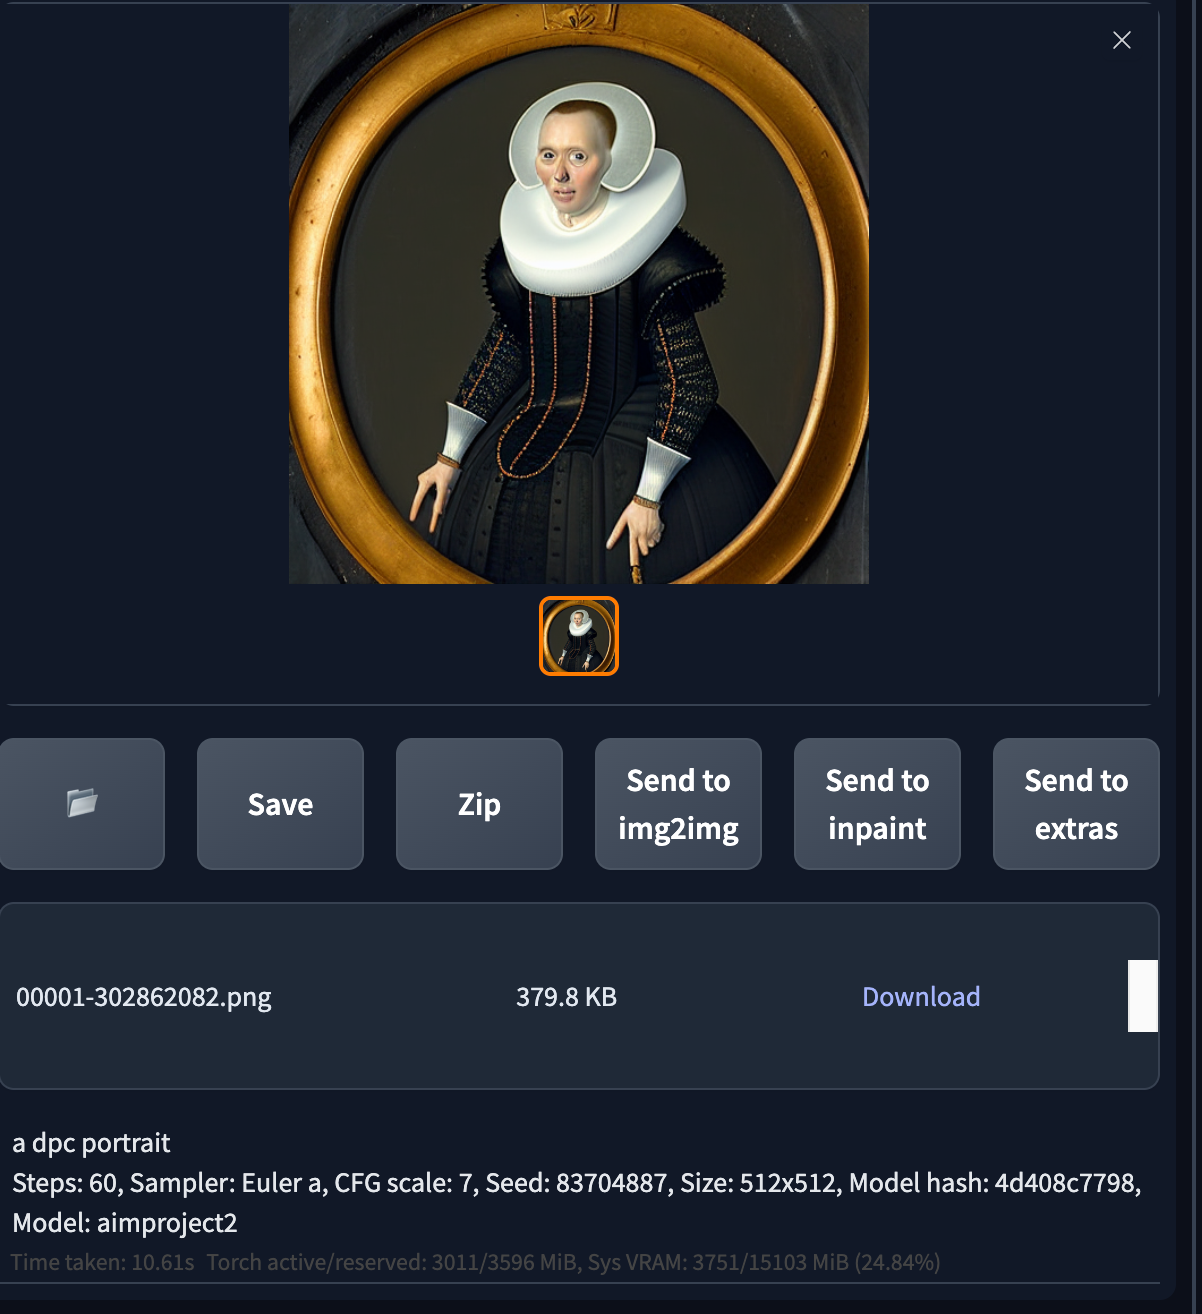 Save
Zip
Send to
img2img
Send to
inpaint
Send to
extras
00001-302862082.png 379.8 KB Download
a dpc portrait
Steps: 60, Sampler: Euler a, CFG scale: 7, Seed: 83704887, Size: 512x512, Model hash: 4d408c7798,
Model: aimproject2
Time taken: 10.61s Torch active/reserved: 3011/3596 MiB, Sys VRAM: 3751/15103 MiB (24.84%)